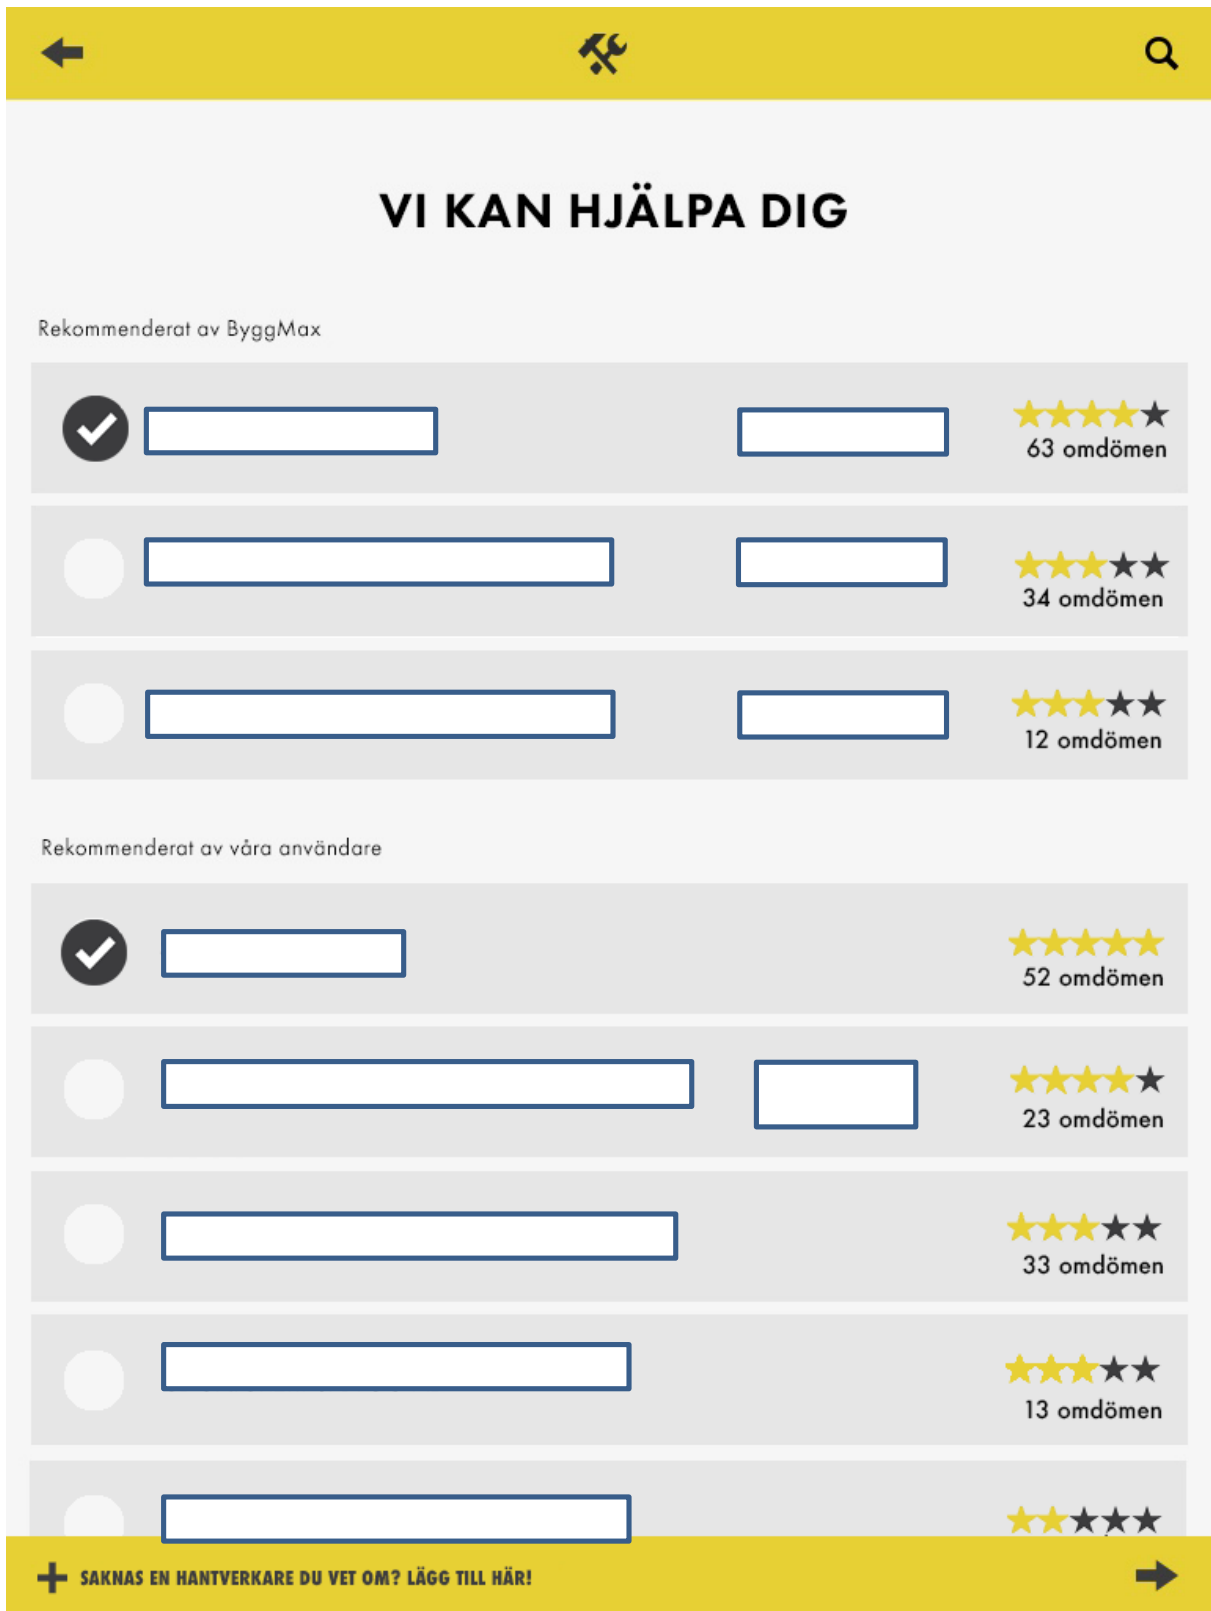 VI KAN HJÄLPA DIG
Rekommenderat av ByggMax
63 omdömen
34 omdömen
12 omdömen
Rekommenderat av våra användare
52 omdömen
23 omdömen
33 omdömen
13 omdömen
SAKNAS EN HANTVERKARE DU VET OM? LÄGG TILL HÄR!